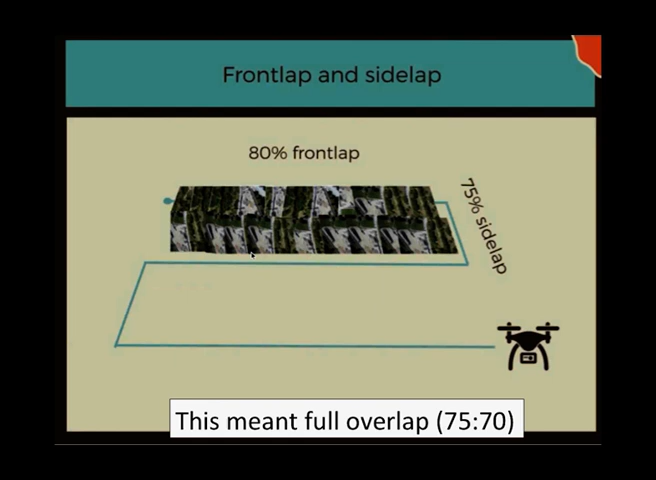 Frontlap and sidelap
80% frontlap
75% sidelap
This meant full overlap (75:70)